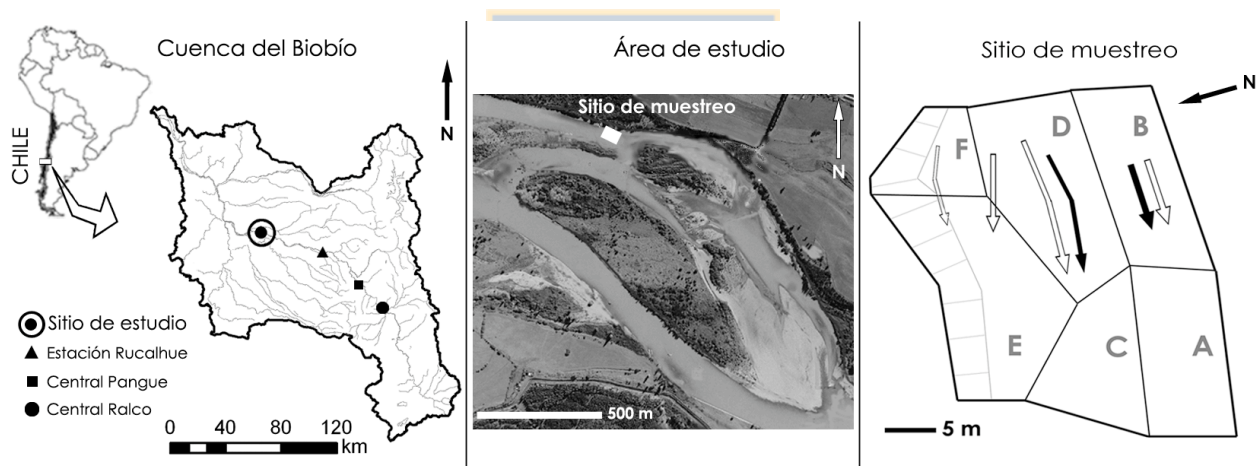 Cuenca del Biobío
CHILE
N
Sitio de estudio
Estación Rucalhue
Central Pangue
Central Ralco
0 20 40 80 120
km
Área de estudio
Sitio de muestreo
N
500 m
Sitio de muestreo
N
F
D
B
E
C
A
5 m